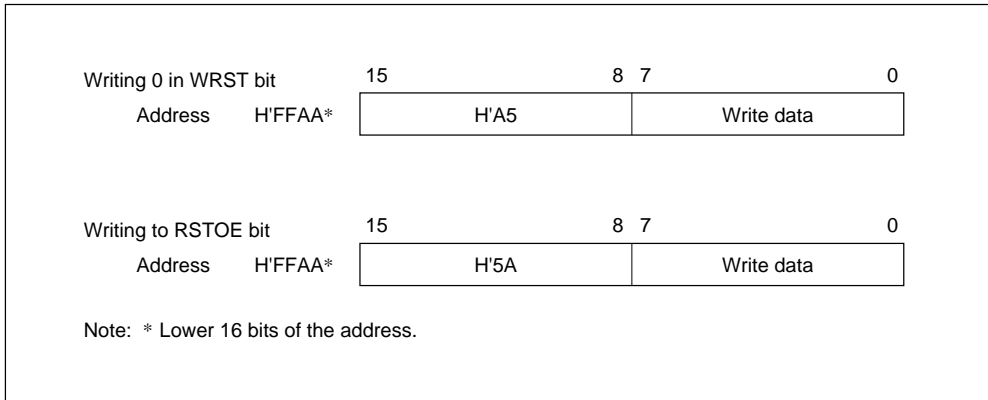 Writing 0 in WRST bit
15 8 7 0
Address H'FFAA* H'A5 Write data
Writing to RSTOE bit
15 8 7 0
Address H'FFAA* H'5A Write data
Note: * Lower 16 bits of the address.